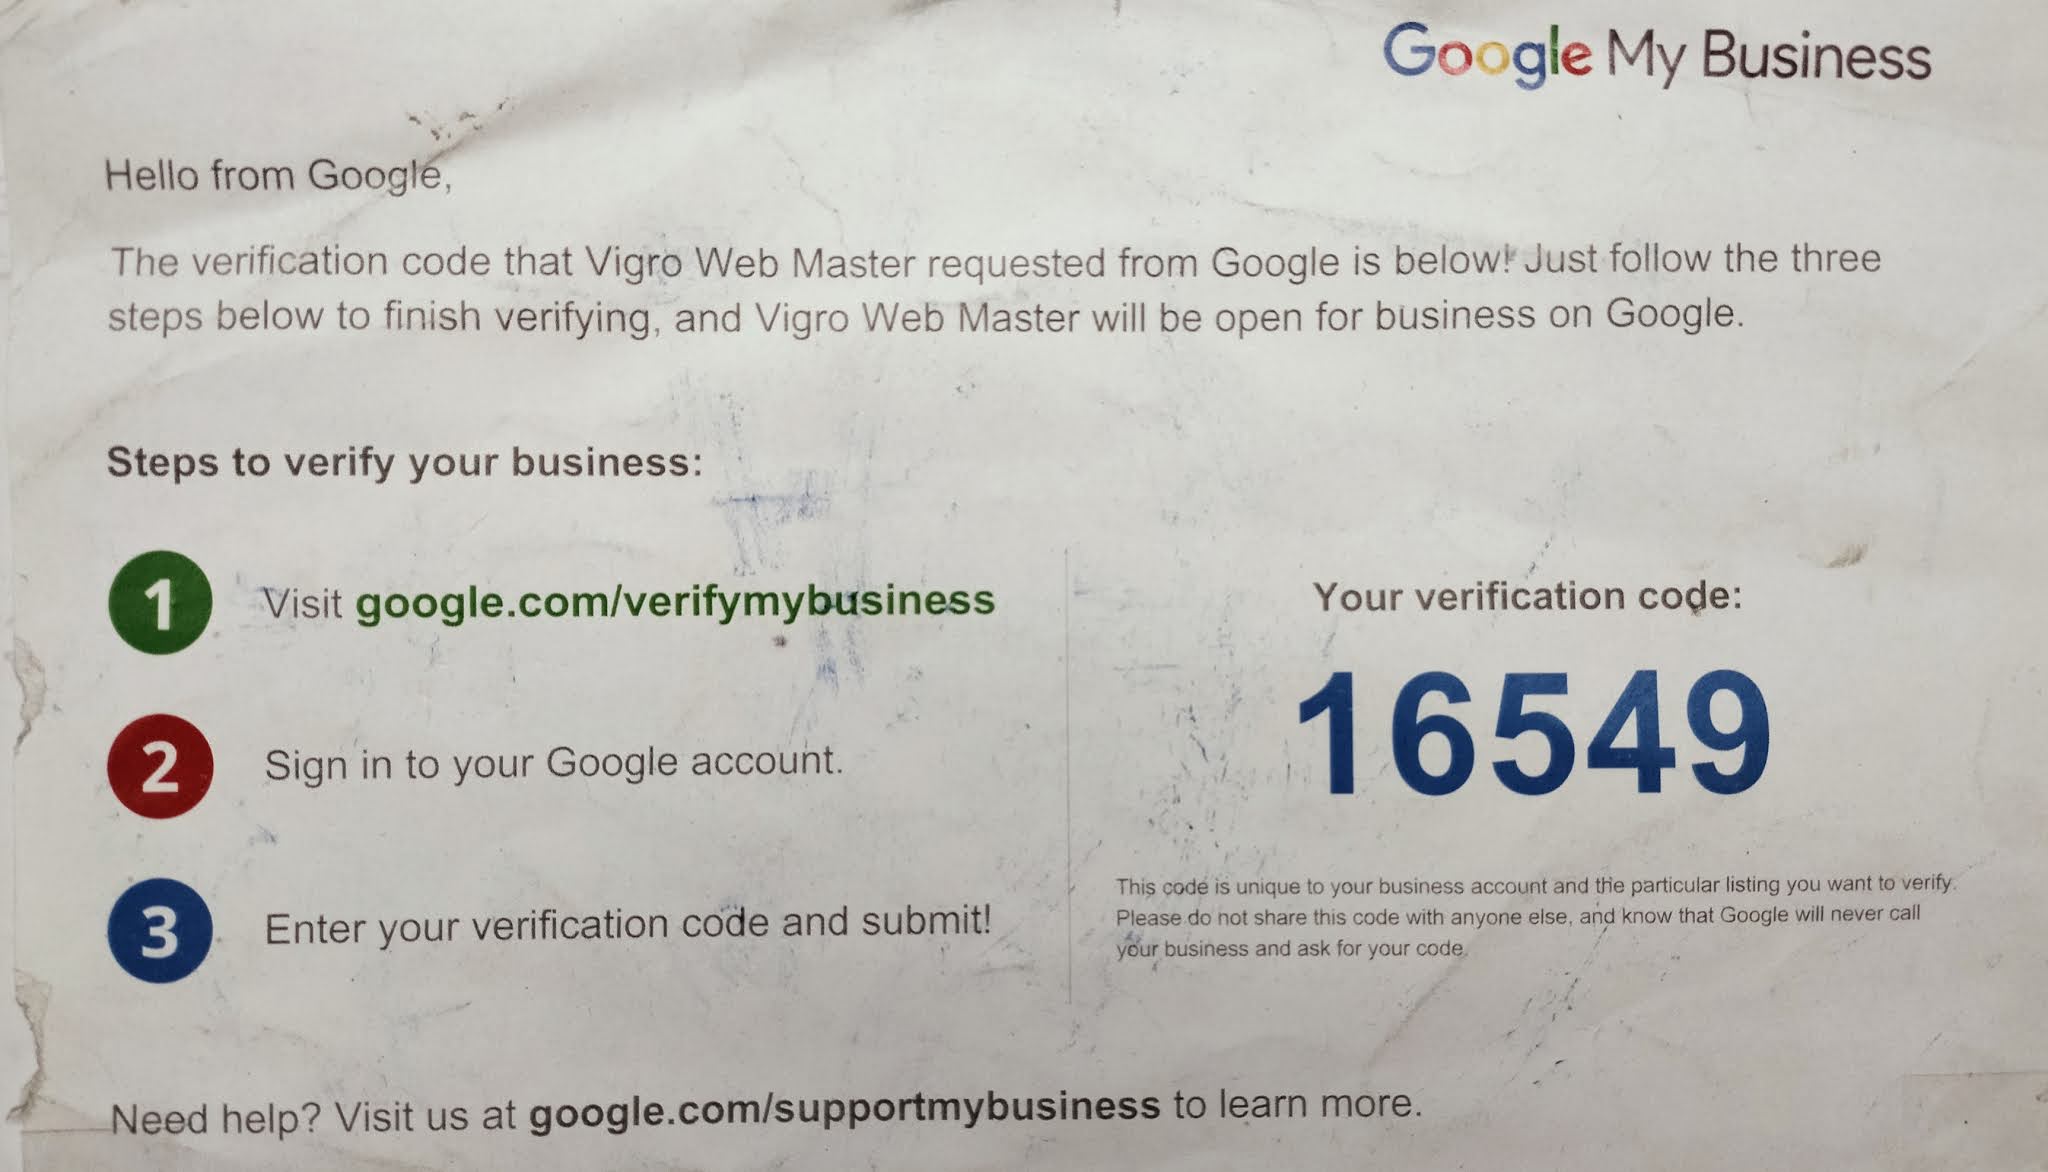 Google My Business
Hello from Google,
The verification code that Vigro Web Master requested from Google is below! Just follow the three
steps below to finish verifying, and Vigro Web Master will be open for business on Google.
Steps to verify your business:
1 Visit google.com/verifymybusiness
2 Sign in to your Google account.
3 Enter your verification code and submit!
Your verification code:
16549
This code is unique to your business account and the particular listing you want to verify.
Please do not share this code with anyone else, and know that Google will never call
your business and ask for your code.
Need help? Visit us at google.com/supportmybusiness to learn more.